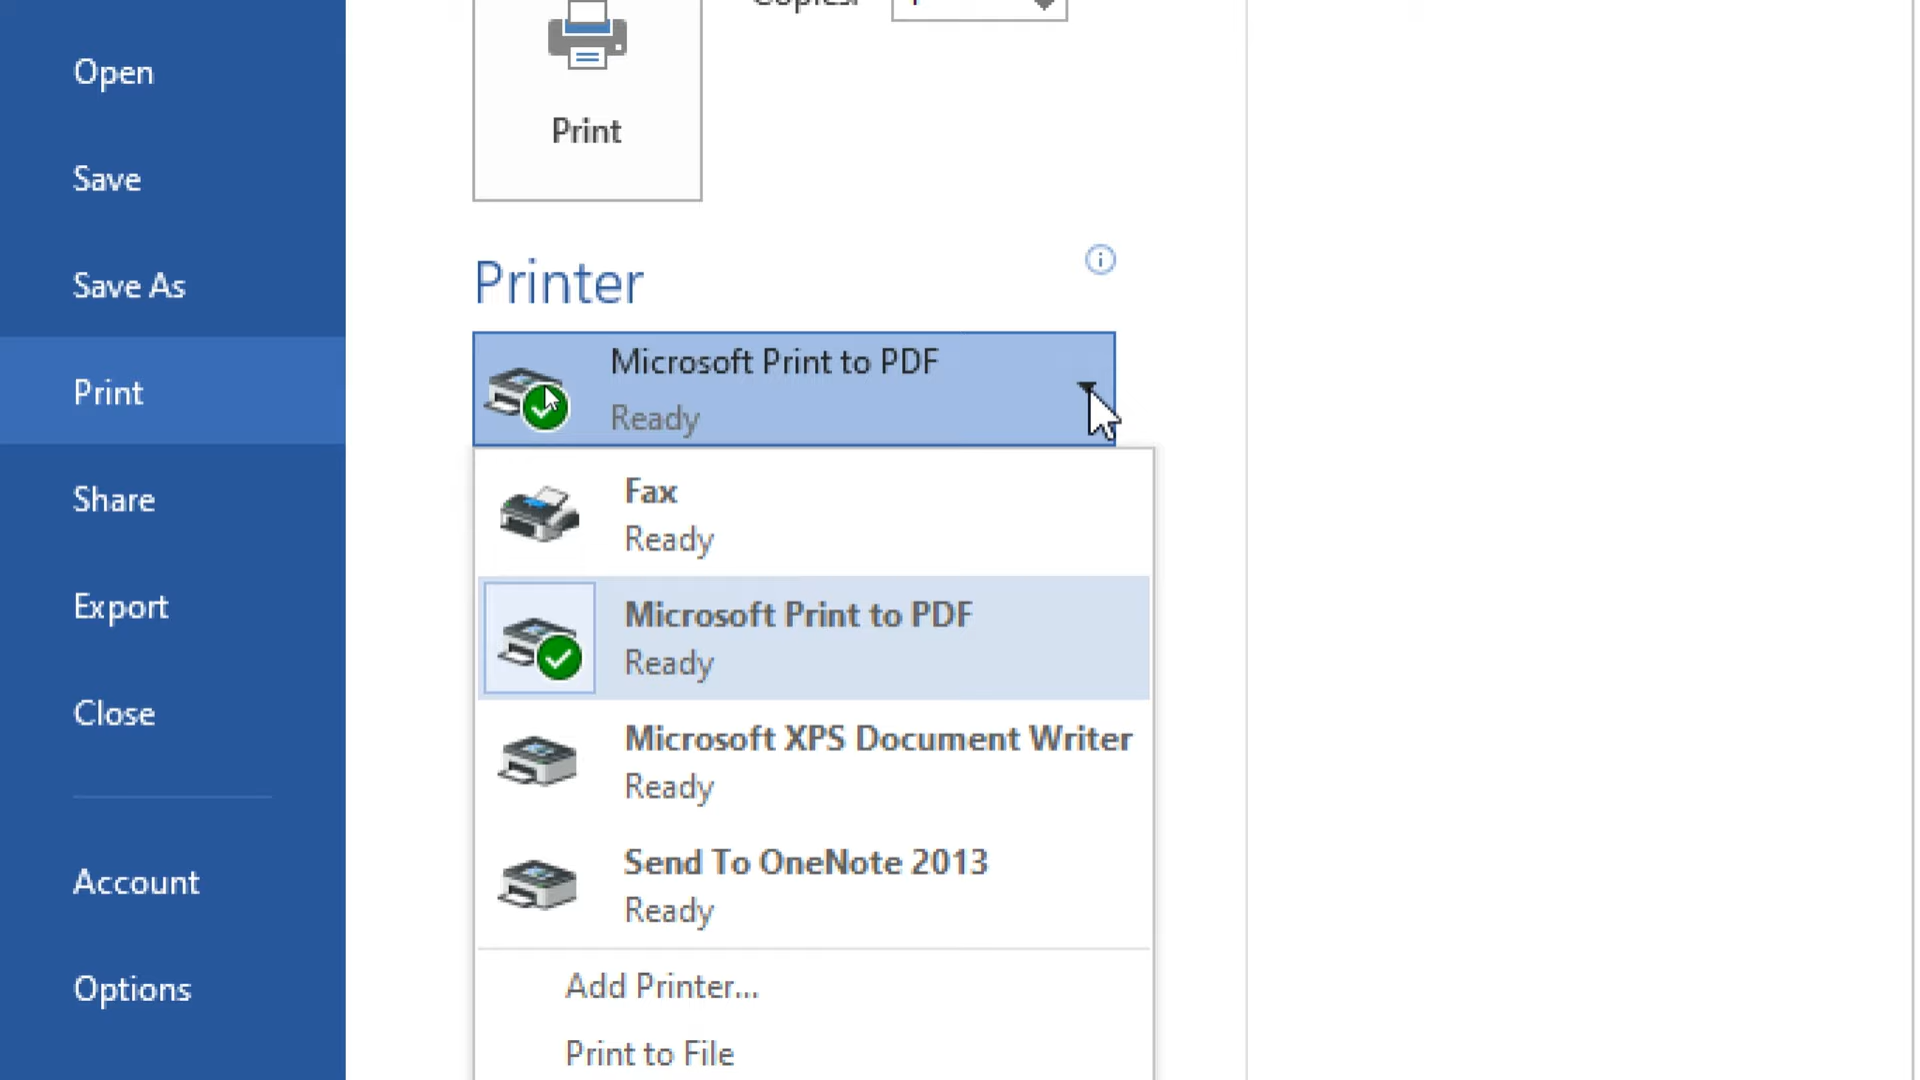 Open
Save
Save As
Print
Share
Export
Close
Account
Options
Copies:
Print
Printer
Microsoft Print to PDF
Ready
Fax
Ready
Microsoft Print to PDF
Ready
Microsoft XPS Document Writer
Ready
Send To OneNote 2013
Ready
Add Printer...
Print to File